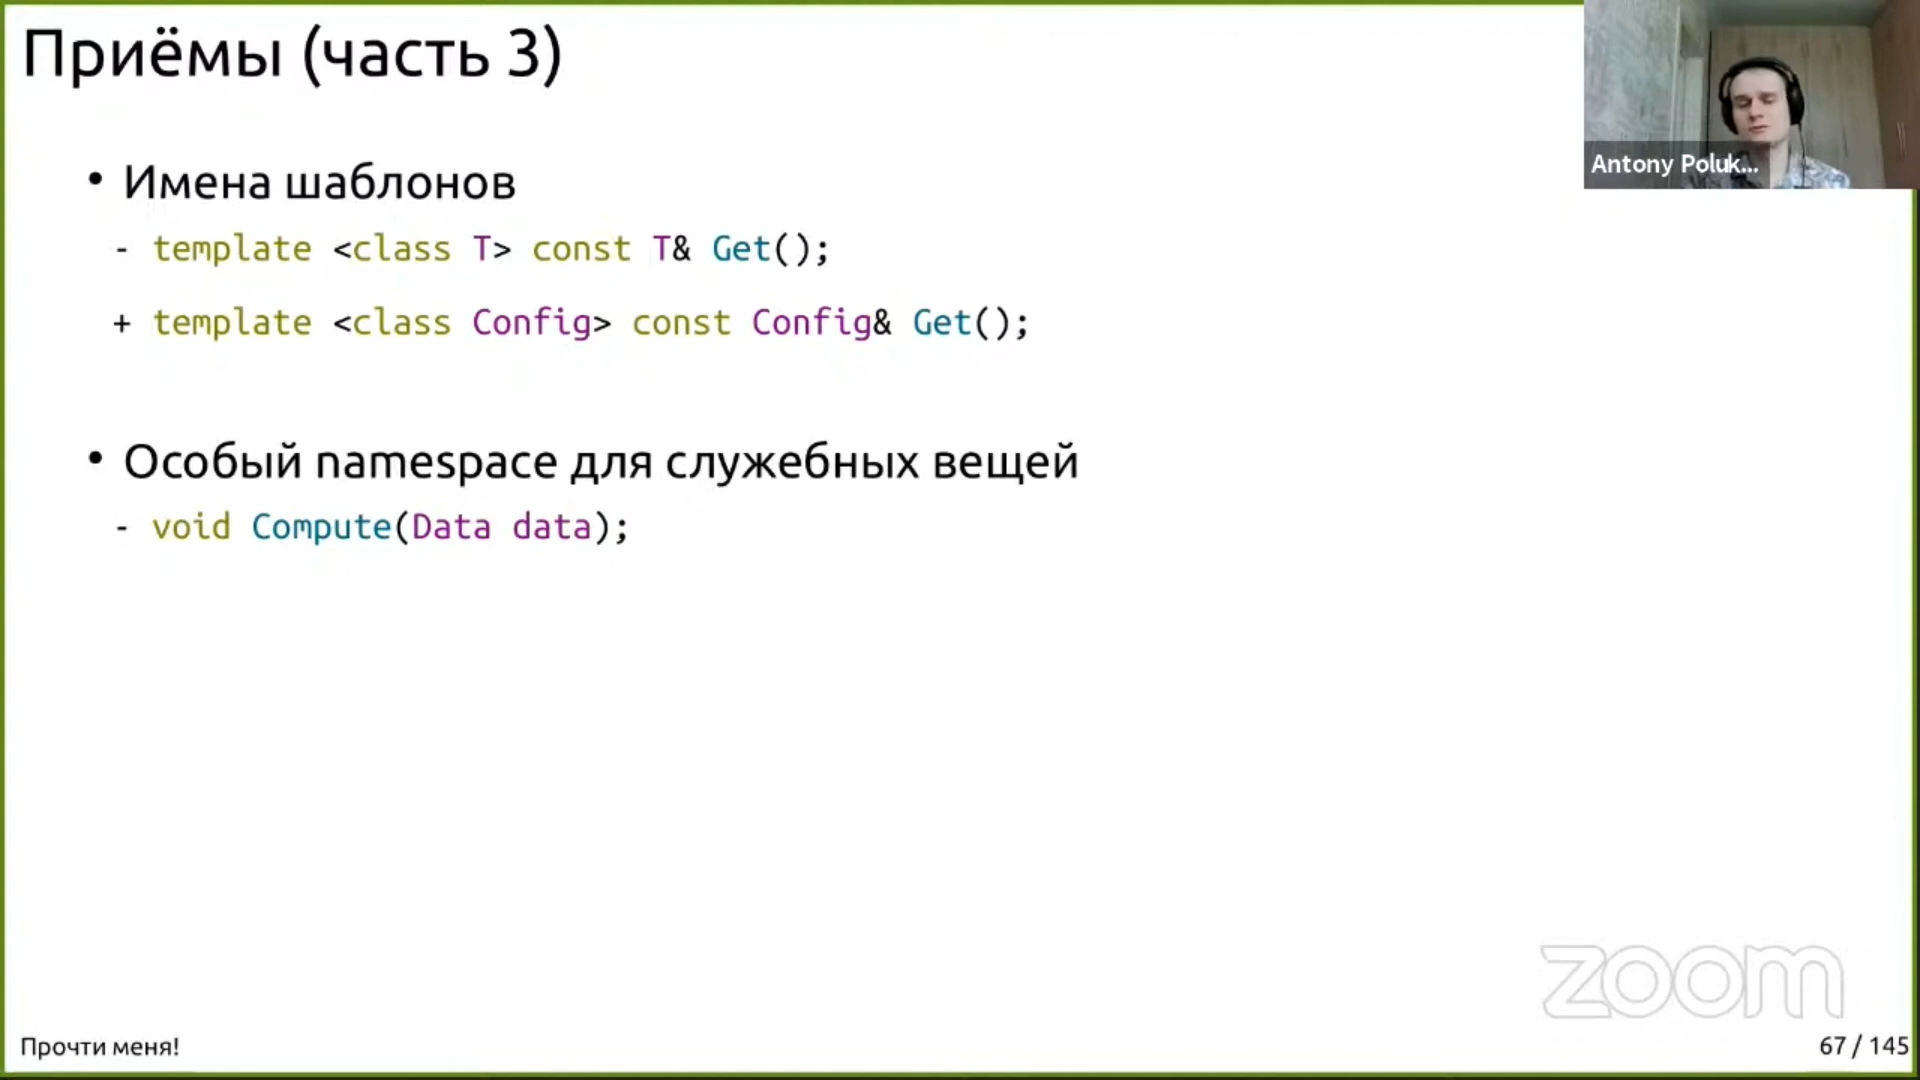 Приёмы (часть 3)
Antony Poluk...
• Имена шаблонов
- template <class T> const T& Get();
+ template <class Config> const Config& Get();
• Особый namespace для служебных вещей
- void Compute(Data data);
zoom
Прочти меня!
67 / 145